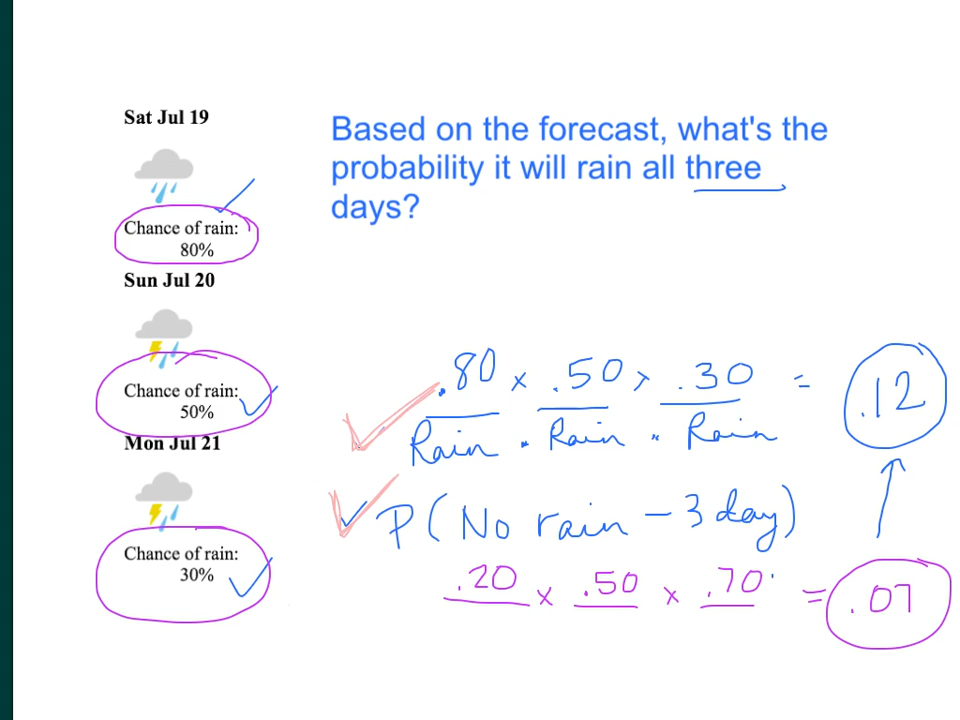 Sat Jul 19
Chance of rain:
80%
Sun Jul 20
Chance of rain:
50%
Mon Jul 21
Chance of rain:
30%
Based on the forecast, what's the
probability it will rain all three
days?
.80 x .50 x .30 = .12
Rain · Rain · Rain
P(No rain - 3 day)
.20 x .50 x .70 = .07